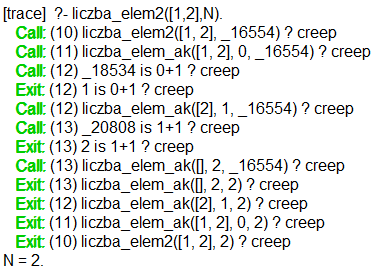 [trace]  ?- liczba_elem2([1,2],N).
Call: (10) liczba_elem2([1, 2], _16554) ? creep
Call: (11) liczba_elem_ak([1, 2], 0, _16554) ? creep
Call: (12) _18534 is 0+1 ? creep
Exit: (12) 1 is 0+1 ? creep
Call: (12) liczba_elem_ak([2], 1, _16554) ? creep
Call: (13) _20808 is 1+1 ? creep
Exit: (13) 2 is 1+1 ? creep
Call: (13) liczba_elem_ak([], 2, _16554) ? creep
Exit: (13) liczba_elem_ak([], 2, 2) ? creep
Exit: (12) liczba_elem_ak([2], 1, 2) ? creep
Exit: (11) liczba_elem_ak([1, 2], 0, 2) ? creep
Exit: (10) liczba_elem2([1, 2], 2) ? creep
N = 2.